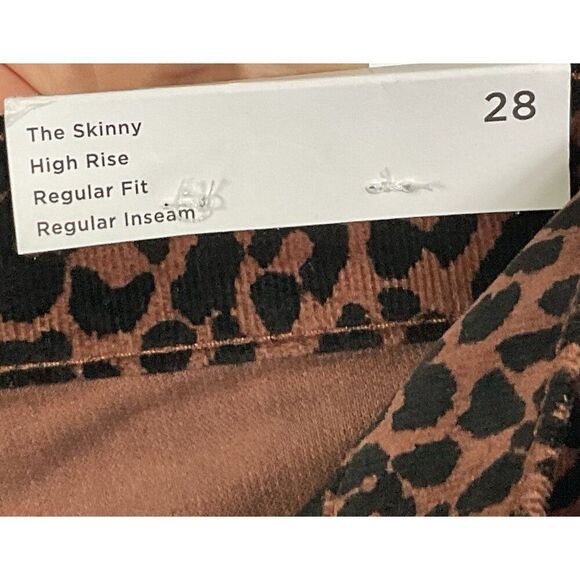 The Skinny
High Rise
Regular Fit
Regular Inseam
28